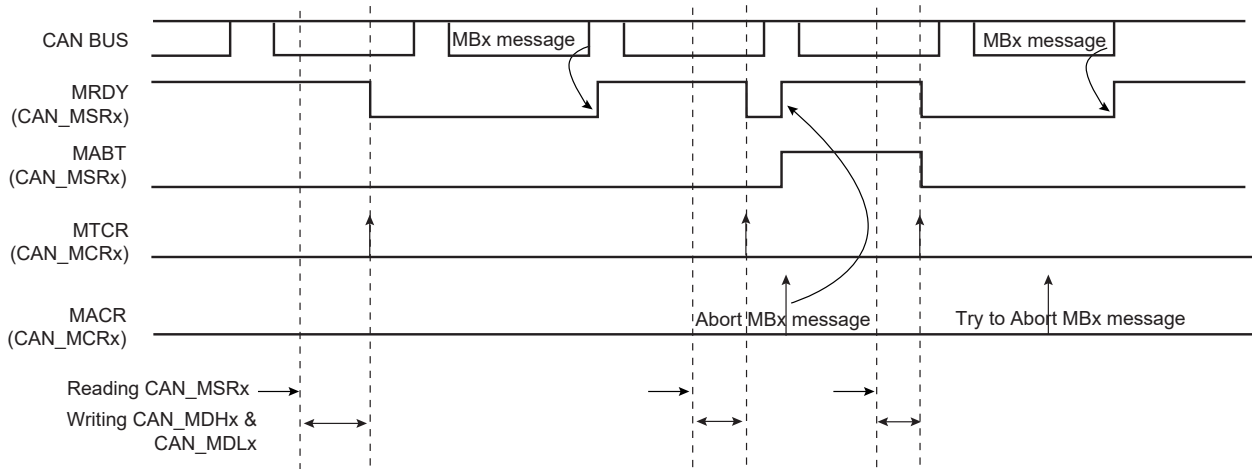 CAN BUS
MBx message
MBx message
MRDY
(CAN_MSRx)
MABT
(CAN_MSRx)
MTCR
(CAN_MCRx)
MACR
(CAN_MCRx)
Abort MBx message
Try to Abort MBx message
Reading CAN_MSRx
Writing CAN_MDHx &
CAN_MDLx